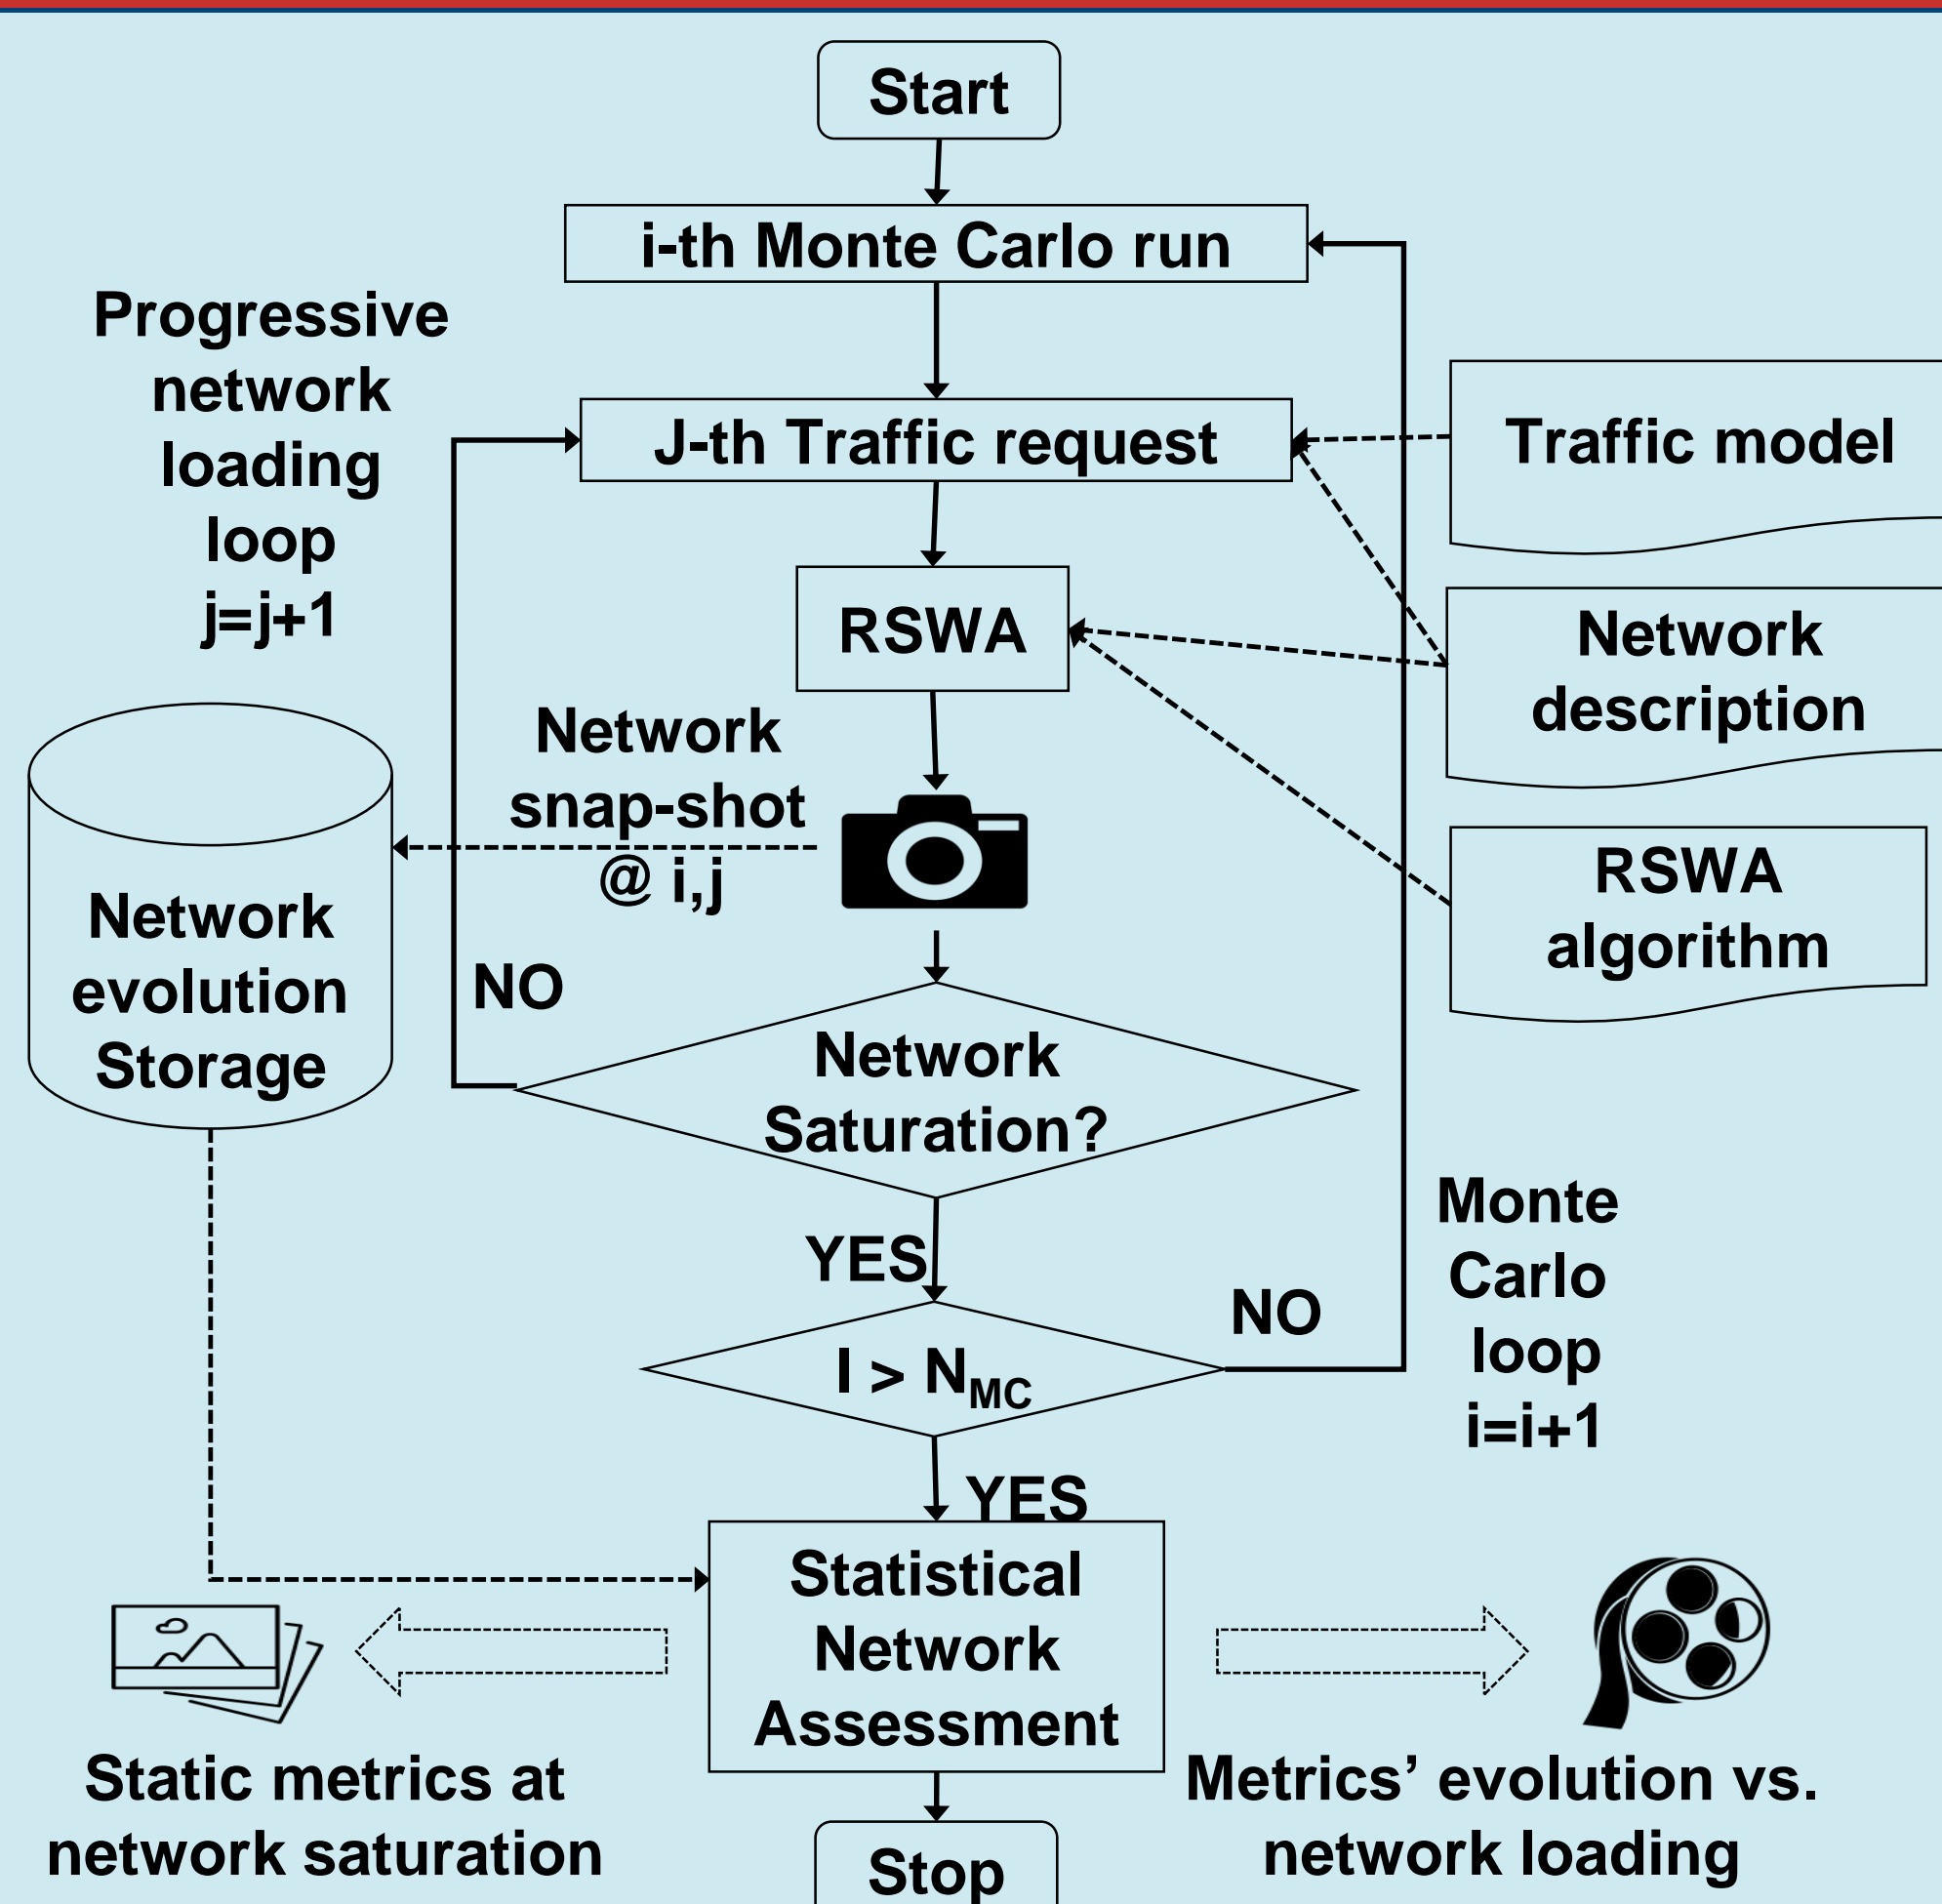 Start
i-th Monte Carlo run
Progressive
network
loading
loop
j=j+1
J-th Traffic request
Traffic model
RSWA
Network
description
Network
snap-shot
@ i,j
RSWA
algorithm
Network
evolution
Storage
NO
Network
Saturation?
YES
NO
Monte
Carlo
loop
i=i+1
I > NMC
YES
Statistical
Network
Assessment
Static metrics at
network saturation
Metrics’ evolution vs.
network loading
Stop